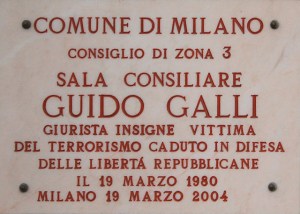 COMUNE DI MILANO
CONSIGLIO DI ZONA 3
SALA CONSILIARE
GUIDO GALLI
GIURISTA INSIGNE VITTIMA
DEL TERRORISMO CADUTO IN DIFESA
DELLE LIBERTÁ REPUBBLICANE
IL 19 MARZO 1980
MILANO 19 MARZO 2004